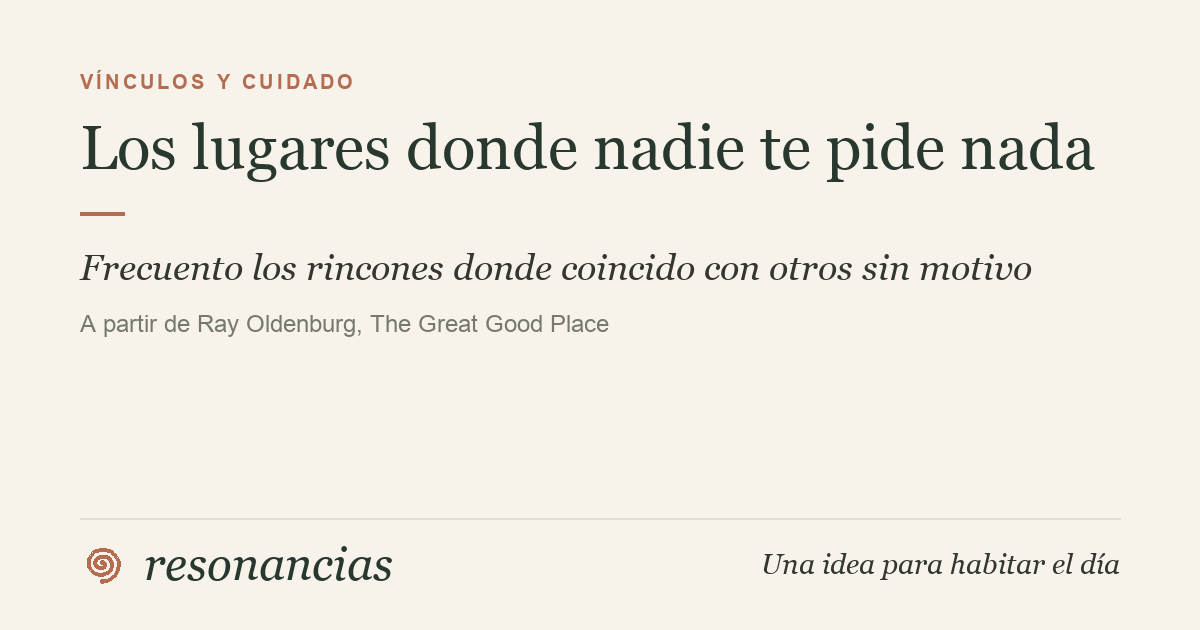 VÍNCULOS Y CUIDADO
Los lugares donde nadie te pide nada
Frecuento los rincones donde coincido con otros sin motivo
A partir de Ray Oldenburg, The Great Good Place
resonancias
Una idea para habitar el día